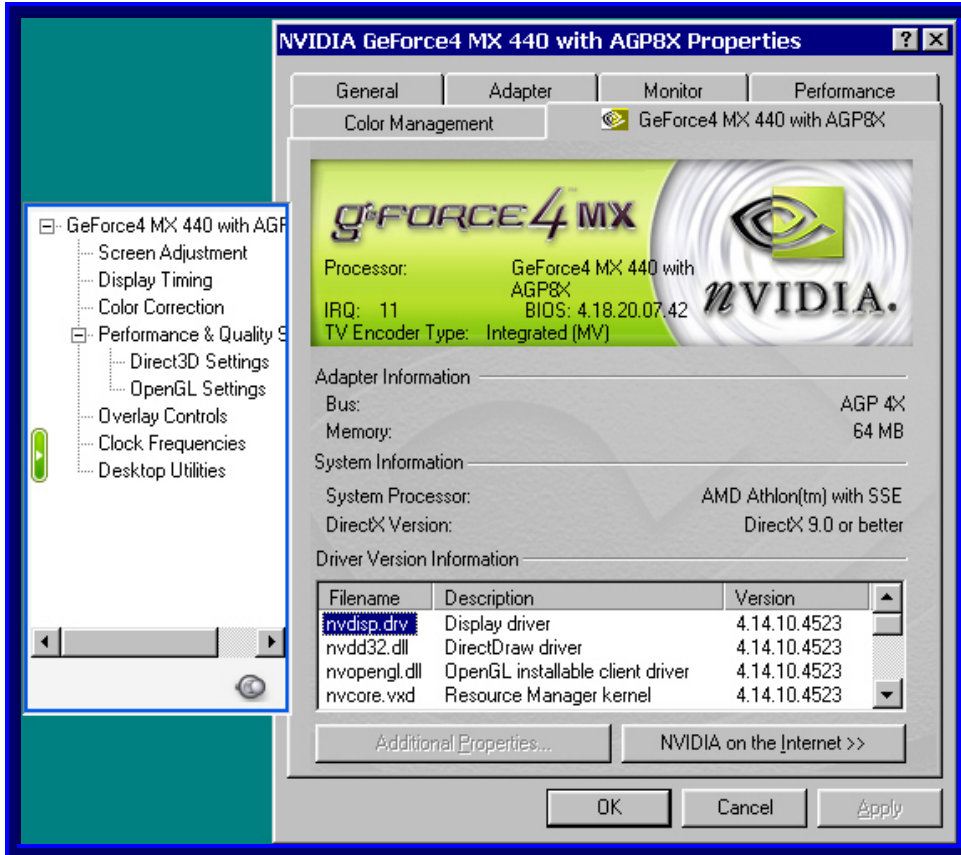 NVIDIA GeForce4 MX 440 with AGP8X Properties
General Adapter Monitor Performance
Color Management GeForce4 MX 440 with AGP8X
GeFORCE4 MX
Processor: GeForce4 MX 440 with
AGP8X
IRQ: 11 BIOS: 4.18.20.07.42
TV Encoder Type: Integrated (MV)
nVIDIA.
GeForce4 MX 440 with AGP
Screen Adjustment
Display Timing
Color Correction
Performance & Quality S
Direct3D Settings
OpenGL Settings
Overlay Controls
Clock Frequencies
Desktop Utilities
Adapter Information
Bus: AGP 4X
Memory: 64 MB
System Information
System Processor: AMD Athlon(tm) with SSE
DirectX Version: DirectX 9.0 or better
Driver Version Information
Filename Description Version
nvdisp.drv Display driver 4.14.10.4523
nvdd32.dll DirectDraw driver 4.14.10.4523
nvopengl.dll OpenGL installable client driver 4.14.10.4523
nvcore.vxd Resource Manager kernel 4.14.10.4523
Additional Properties... NVIDIA on the Internet >>
OK Cancel Apply